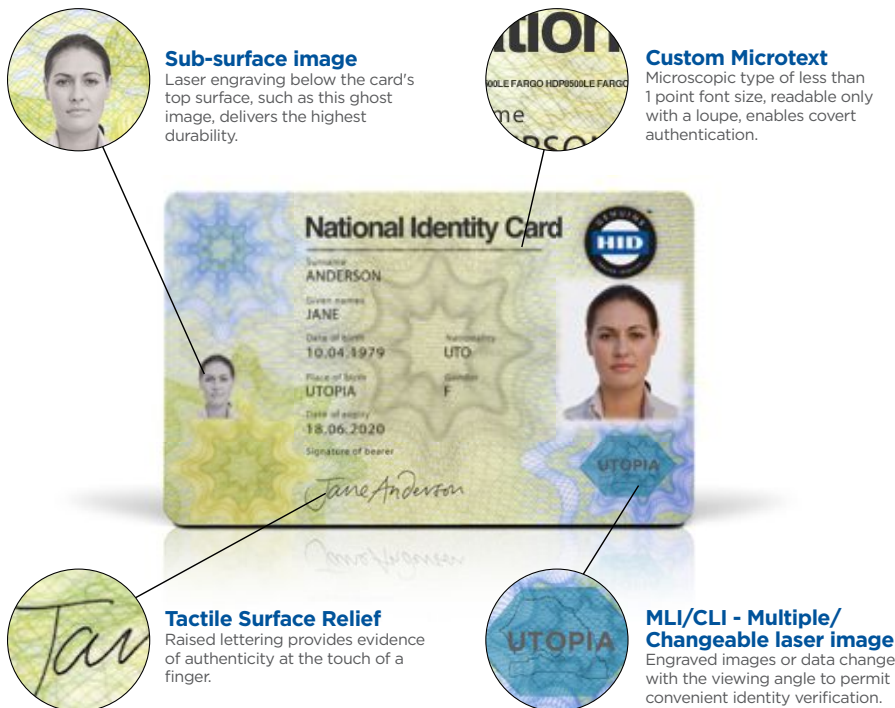 Sub-surface image
Laser engraving below the card's
top surface, such as this ghost
image, delivers the highest
durability.
tion
500LE FARGO HDP8500LE FARGO
me
Custom Microtext
Microscopic type of less than
1 point font size, readable only
with a loupe, enables covert
authentication.
National Identity Card
GENUINE
HID
Surname
ANDERSON
Given names
JANE
Date of birth
10.04.1979
Nationality
UTO
Place of birth
UTOPIA
Gender
F
Date of expiry
18.06.2020
Signature of bearer
Jane Anderson
UTOPIA
Jan
Tactile Surface Relief
Raised lettering provides evidence
of authenticity at the touch of a
finger.
UTOPIA
MLI/CLI - Multiple/
Changeable laser image
Engraved images or data change
with the viewing angle to permit
convenient identity verification.